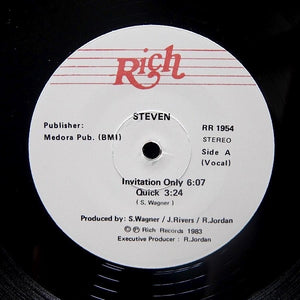 Rich
STEVEN
Publisher:
Medora Pub. (BMI)
RR 1954
STEREO
Side A
(Vocal)
Invitation Only 6:07
Quick 3:24
(S. Wagner)
Produced by: S.Wagner / J.Rivers / R.Jordan
© ℗ Rich Records 1983
Executive Producer : R.Jordan